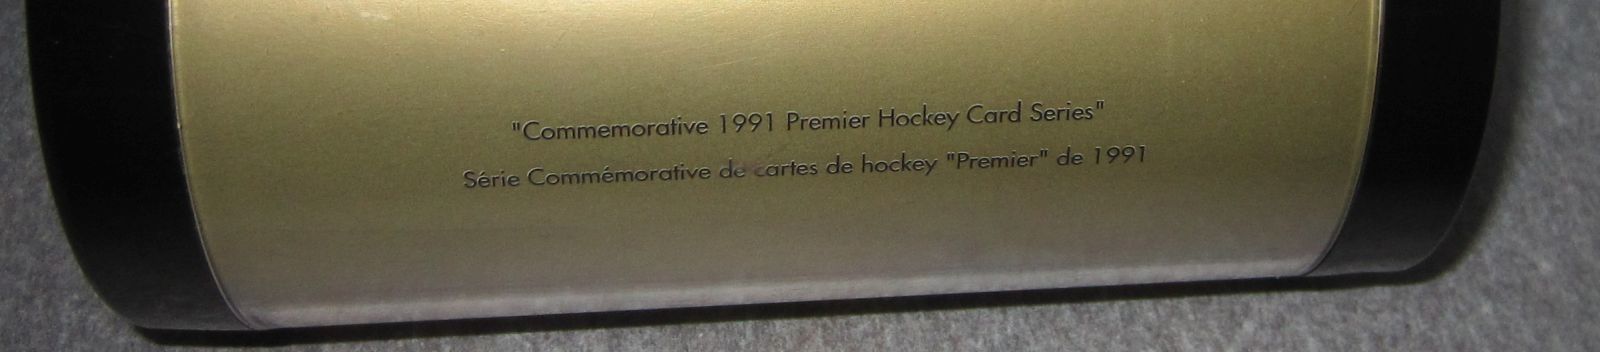 "Commemorative 1991 Premier Hockey Card Series"
Série Commémorative de cartes de hockey "Premier" de 1991